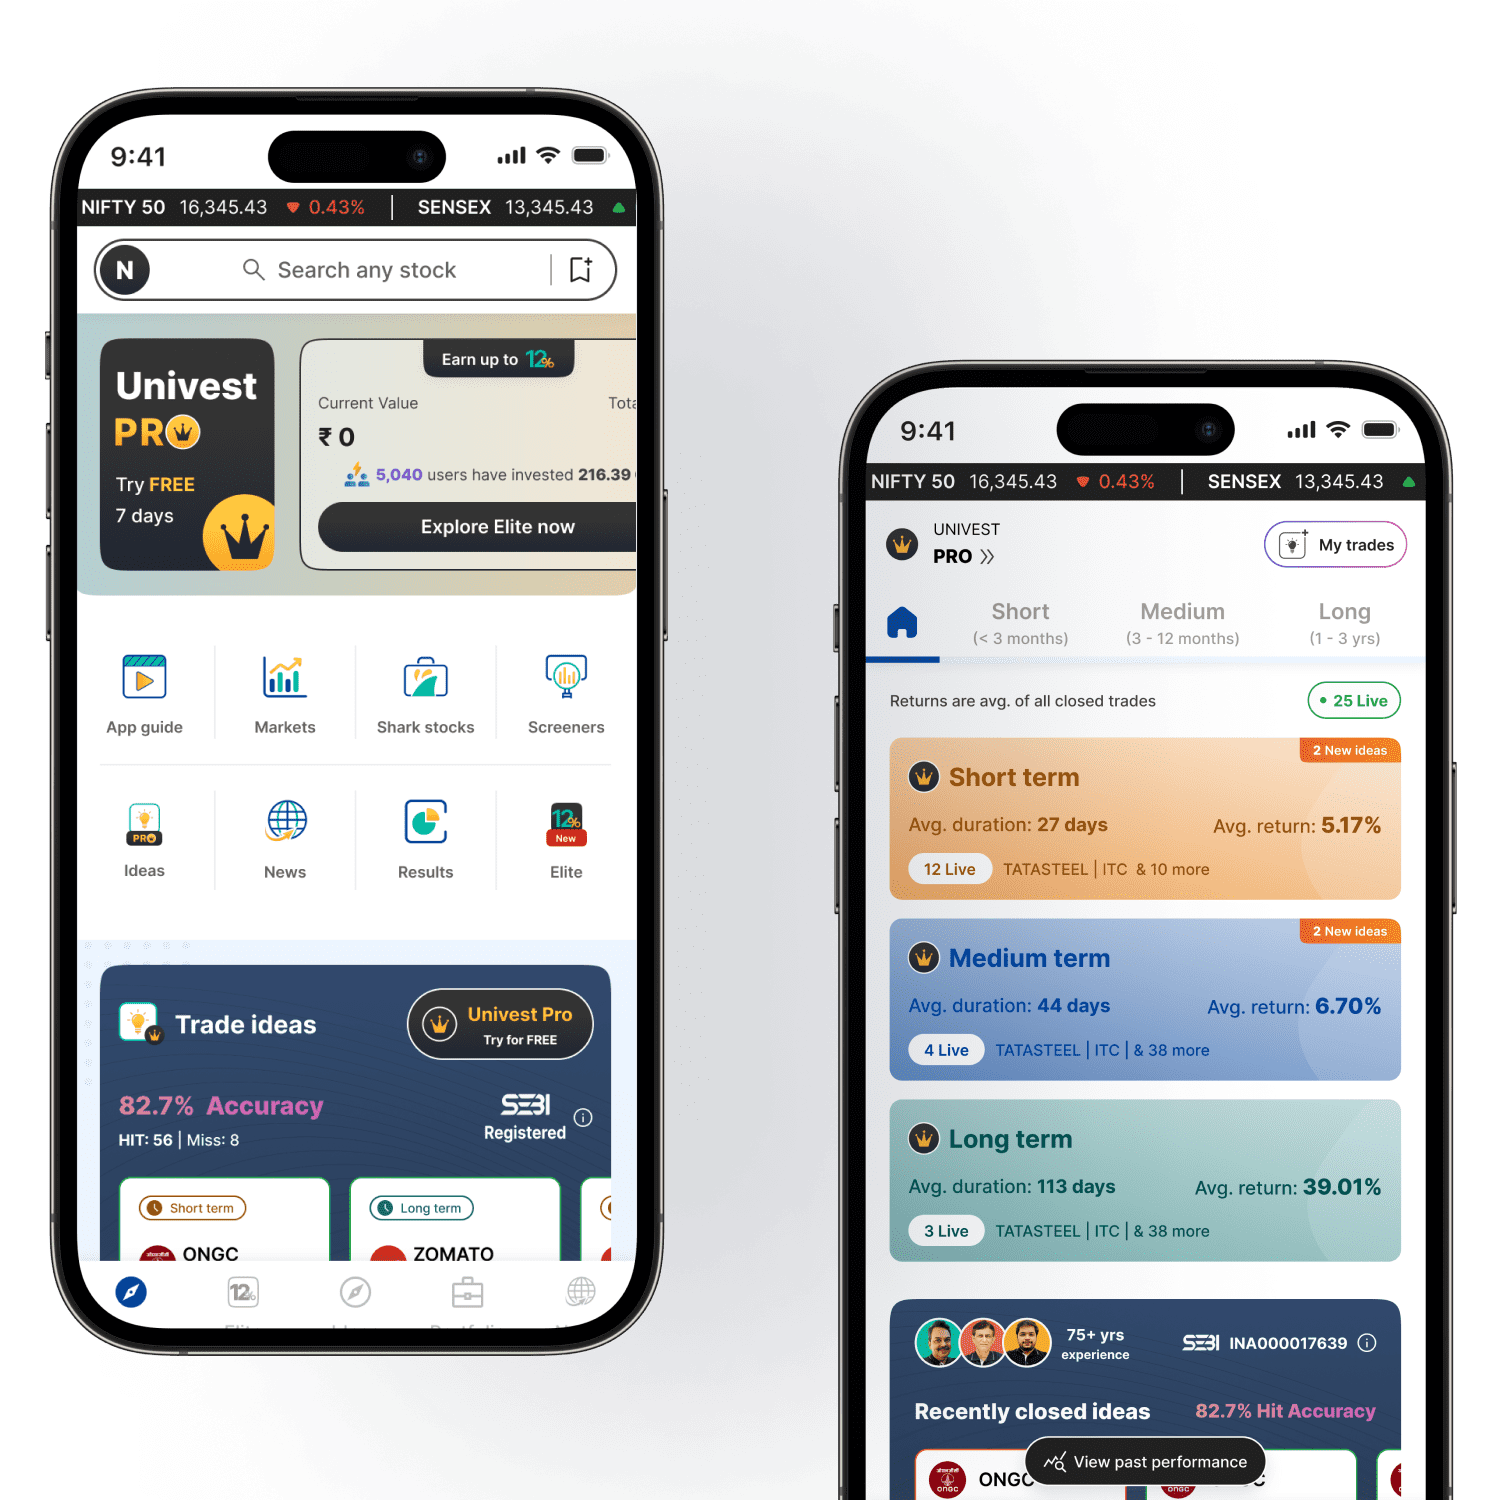 9:41
NIFTY 50 16,345.43 0.43% SENSEX 13,345.43
N Search any stock
Univest
PRO
Try FREE
7 days
Earn up to 12%
Current Value
₹ 0
5,040 users have invested 216.39
Explore Elite now
App guide Markets Shark stocks Screeners
PRO
12%
New
Ideas News Results Elite
Trade ideas
Univest Pro
Try for FREE
82.7% Accuracy
HIT: 56 | Miss: 8
SEBI
Registered
Short term
ONGC
Long term
ZOMATO
12%
9:41
NIFTY 50 16,345.43 0.43% SENSEX 13,345.43
UNIVEST
PRO
My trades
Short Medium Long
(< 3 months) (3 - 12 months) (1 - 3 yrs)
Returns are avg. of all closed trades
25 Live
2 New ideas
Short term
Avg. duration: 27 days Avg. return: 5.17%
12 Live TATASTEEL | ITC & 10 more
2 New ideas
Medium term
Avg. duration: 44 days Avg. return: 6.70%
4 Live TATASTEEL | ITC | & 38 more
Long term
Avg. duration: 113 days Avg. return: 39.01%
3 Live TATASTEEL | ITC | & 38 more
75+ yrs
experience
SEBI INA000017639
Recently closed ideas 82.7% Hit Accuracy
View past performance
ONGC